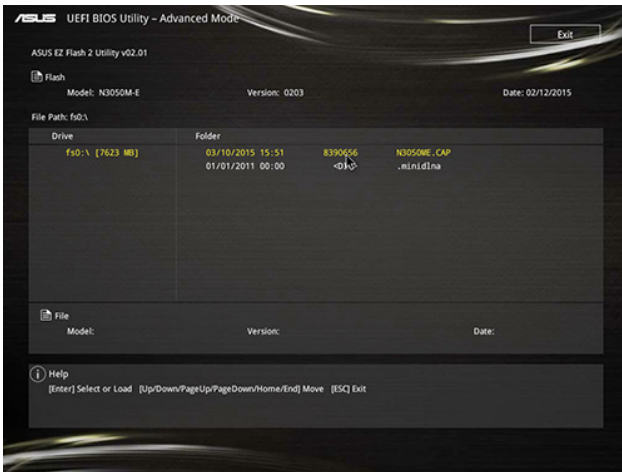 ASUS UEFI BIOS Utility – Advanced Mode
Exit
ASUS EZ Flash 2 Utility v02.01
Flash
Model: N3050M-E Version: 0203 Date: 02/12/2015
File Path: fs0:\
Drive Folder
fs0:\ [7623 MB] 03/10/2015 15:51 8390656 N3050ME.CAP
01/01/2011 00:00 .minidlna
File
Model: Version: Date:
Help
[Enter] Select or Load [Up/Down/PageUp/PageDown/Home/End] Move [ESC] Exit